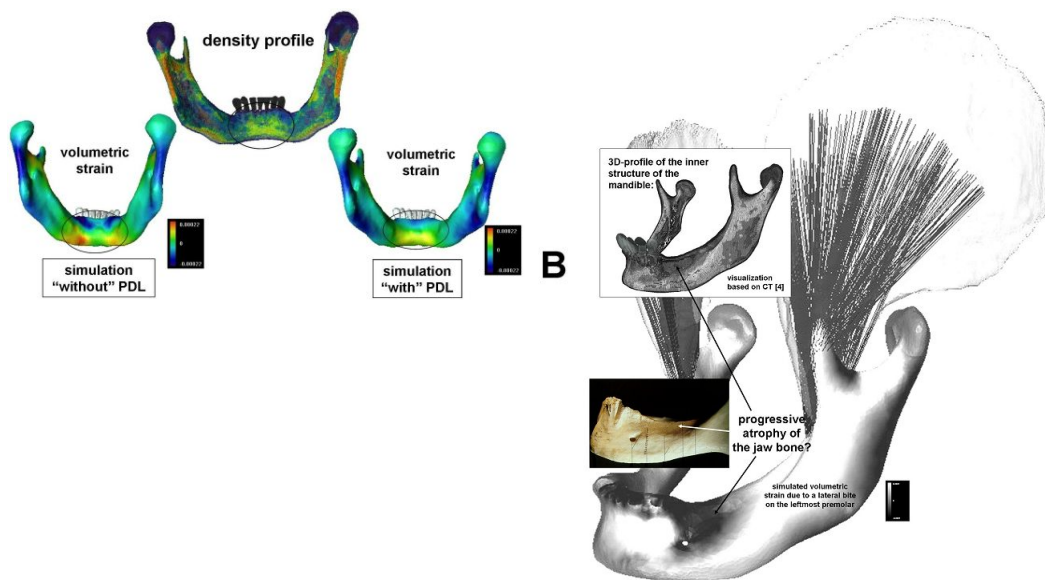 density profile
volumetric
strain
volumetric
strain
0.00022
0
-0.00022
0.00022
0
-0.00022
simulation
“without” PDL
simulation
“with” PDL
B
3D-profile of the inner
structure of the
mandible:
visualization
based on CT [4]
progressive
atrophy of
the jaw bone?
simulated volumetric
strain due to a lateral bite
on the leftmost premolar